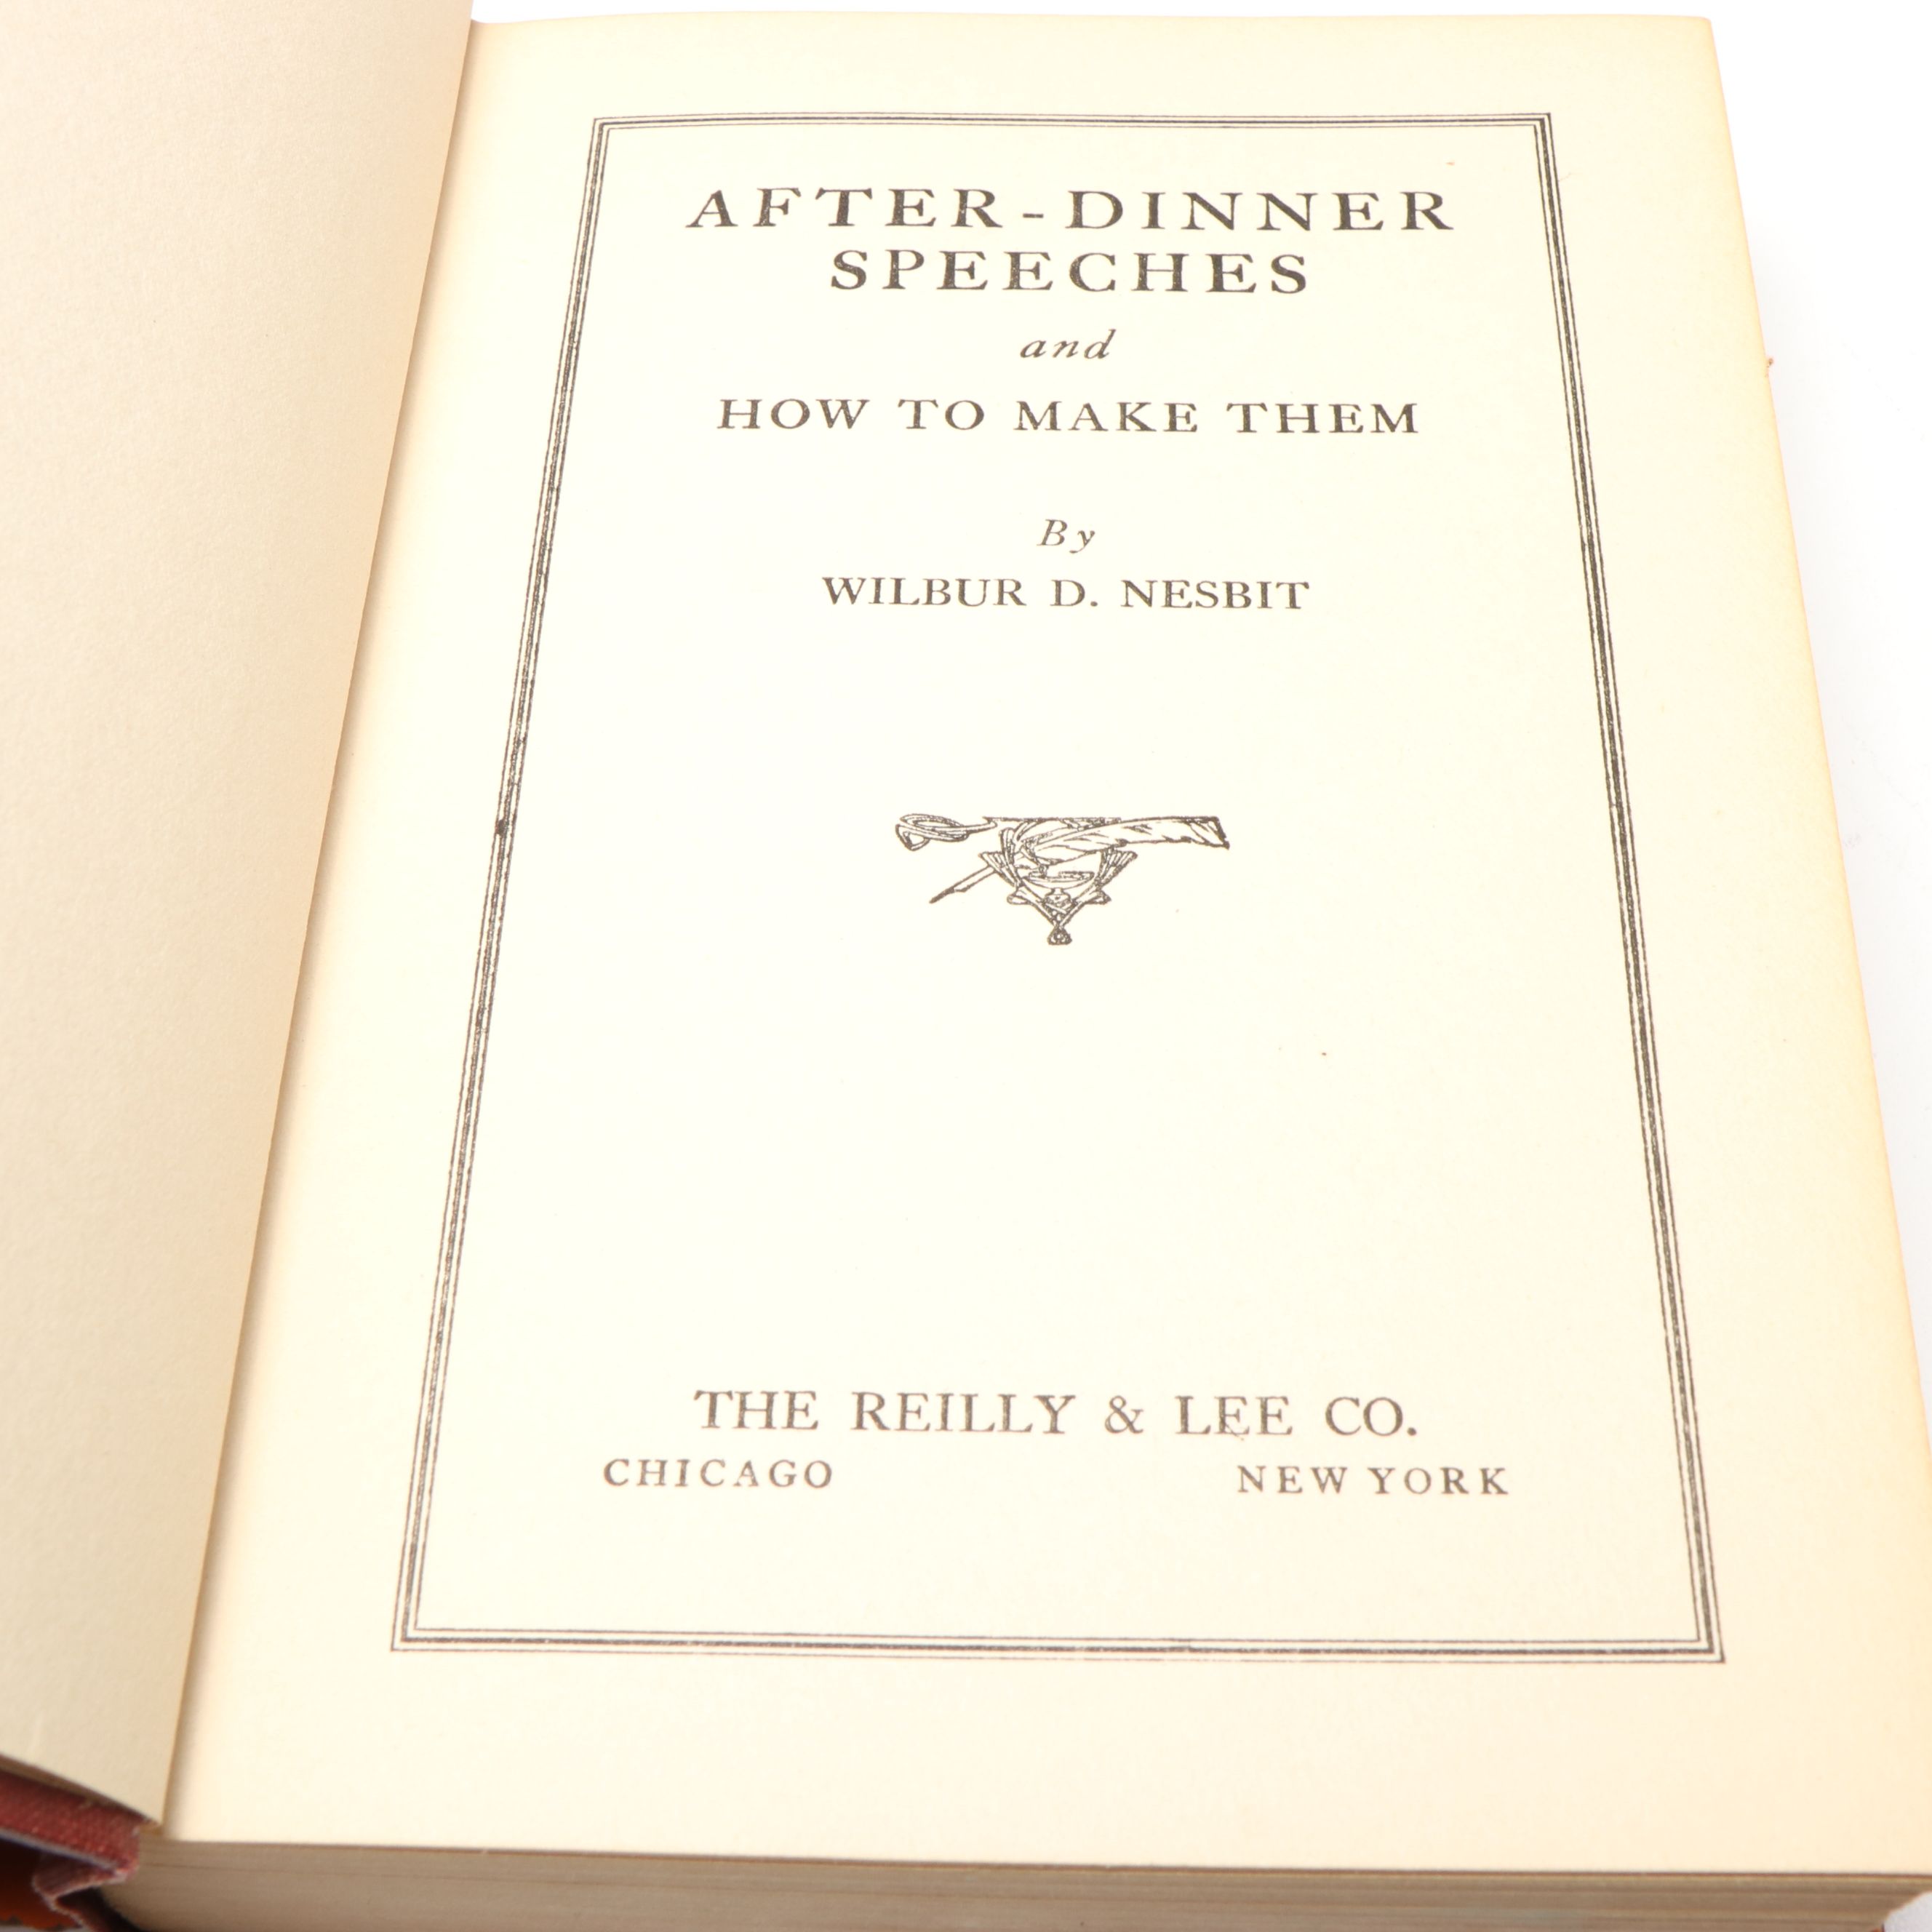 AFTER-DINNER
SPEECHES
and
HOW TO MAKE THEM
By
WILBUR D. NESBIT
THE REILLY & LEE CO.
CHICAGO NEW YORK